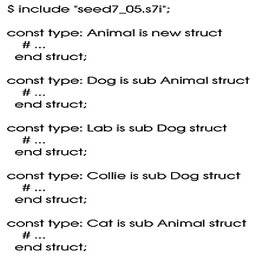 $ include "seed7_05.s7i";
const type: Animal is new struct
# ...
end struct;
const type: Dog is sub Animal struct
# ...
end struct;
const type: Lab is sub Dog struct
# ...
end struct;
const type: Collie is sub Dog struct
# ...
end struct;
const type: Cat is sub Animal struct
# ...
end struct;